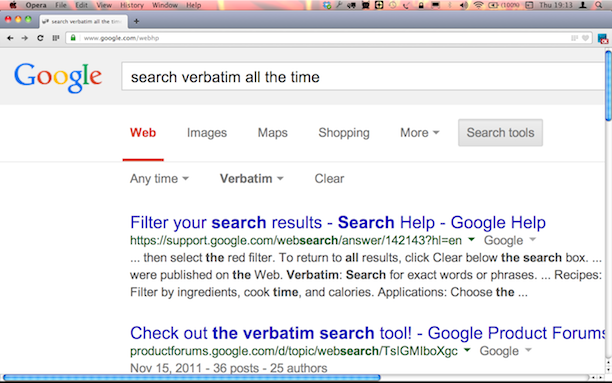 Opera File Edit View History Bookmarks Window Help (100%) Thu 19:13
search verbatim all the time
www.google.com/webhp
Google search verbatim all the time
Web Images Maps Shopping More Search tools
Any time Verbatim Clear
Filter your search results - Search Help - Google Help
https://support.google.com/websearch/answer/142143?hl=en Google
... then select the red filter. To return to all results, click Clear below the search box. ...
were published on the Web. Verbatim: Search for exact words or phrases. ... Recipes:
Filter by ingredients, cook time, and calories. Applications: Choose the ...
Check out the verbatim search tool! - Google Product Forums
productforums.google.com/d/topic/websearch/TsIGMIboXgc Google
Nov 15, 2011 - 36 posts - 25 authors